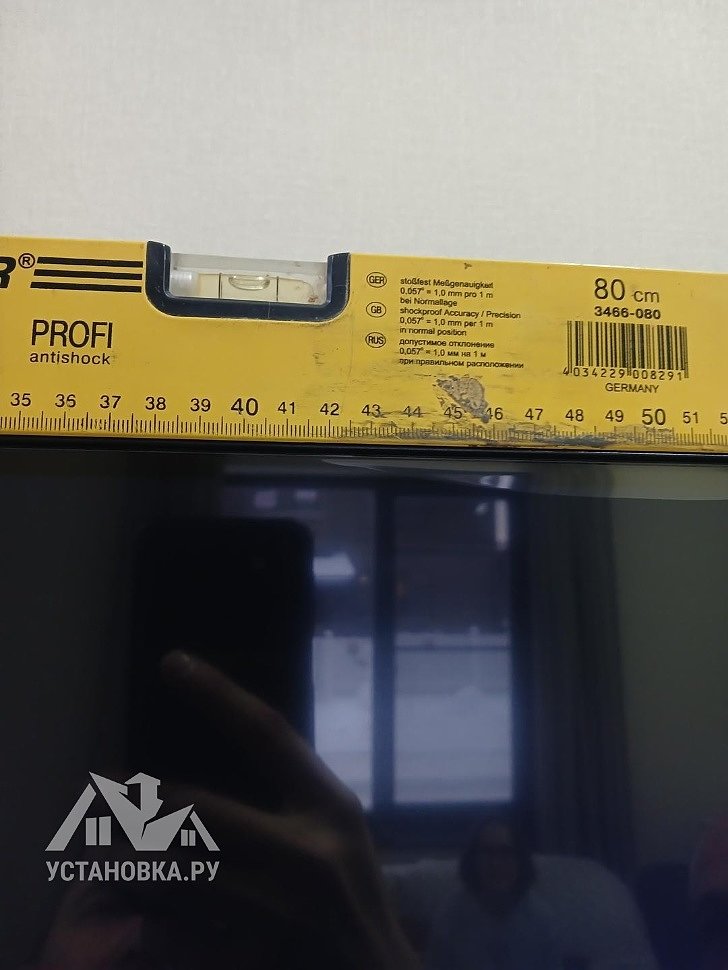 R®
PROFI
antishock
GER
stoßfest Meßgenauigkeit
0,057° = 1,0 mm pro 1 m
bei Normallage
GB
shockproof Accuracy / Precision
0,057° = 1,0 mm per 1 m
in normal position
RUS
допустимое отклонение
0,057° = 1,0 мм на 1 м
при правильном расположении
80 cm
3466-080
4 034229 008291
GERMANY
35 36 37 38 39 40 41 42 43 44 45 46 47 48 49 50 51
УСТАНОВКА.РУ